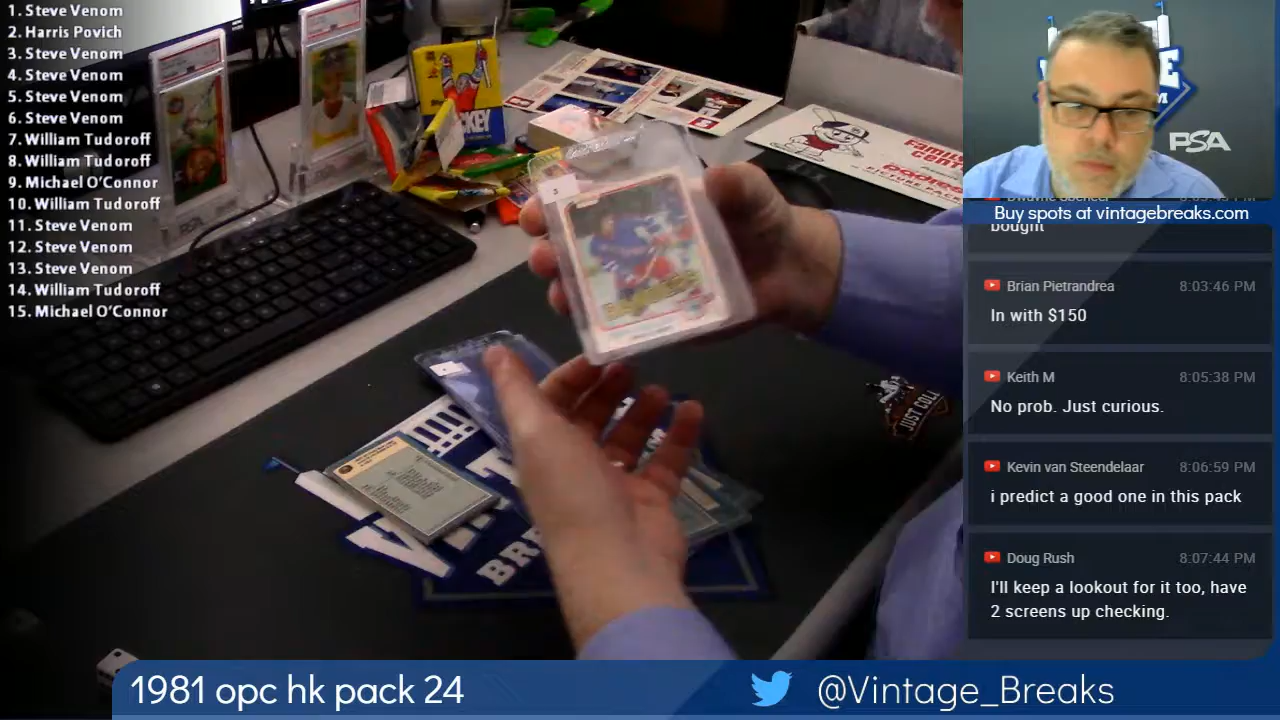 1. Steve Venom
2. Harris Povich
3. Steve Venom
4. Steve Venom
5. Steve Venom
6. Steve Venom
7. William Tudoroff
8. William Tudoroff
9. Michael O'Connor
10. William Tudoroff
11. Steve Venom
12. Steve Venom
13. Steve Venom
14. William Tudoroff
15. Michael O'Connor
PSA
Buy spots at vintagebreaks.com
bought
Brian Pietrandrea 8:03:46 PM
In with $150
Keith M 8:05:38 PM
No prob. Just curious.
Kevin van Steendelaar 8:06:59 PM
i predict a good one in this pack
Doug Rush 8:07:44 PM
I'll keep a lookout for it too, have
2 screens up checking.
3
JUST COLL
BRE
1981 opc hk pack 24
@Vintage_Breaks